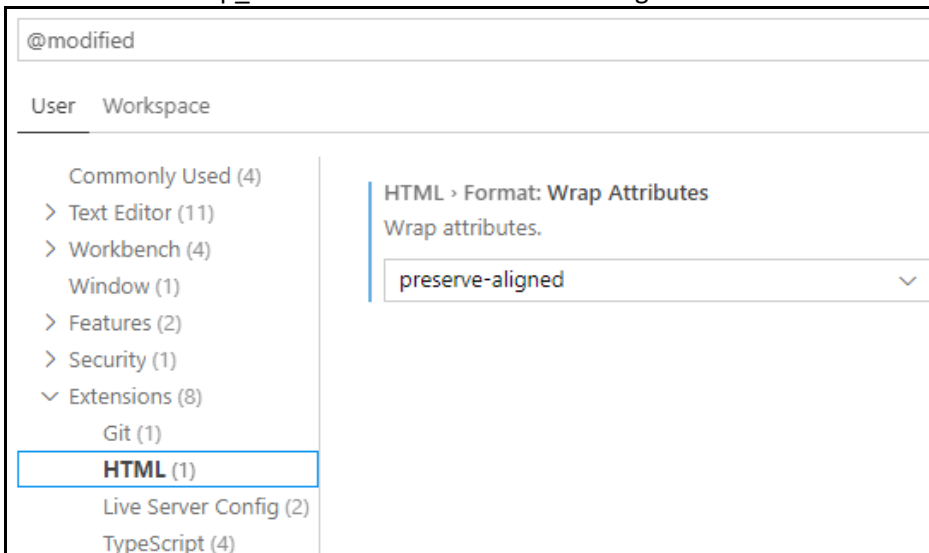 @modified
User Workspace
Commonly Used (4)
> Text Editor (11)
> Workbench (4)
Window (1)
> Features (2)
> Security (1)
Extensions (8)
Git (1)
HTML (1)
Live Server Config (2)
TypeScript (4)
HTML › Format: Wrap Attributes
Wrap attributes.
preserve-aligned